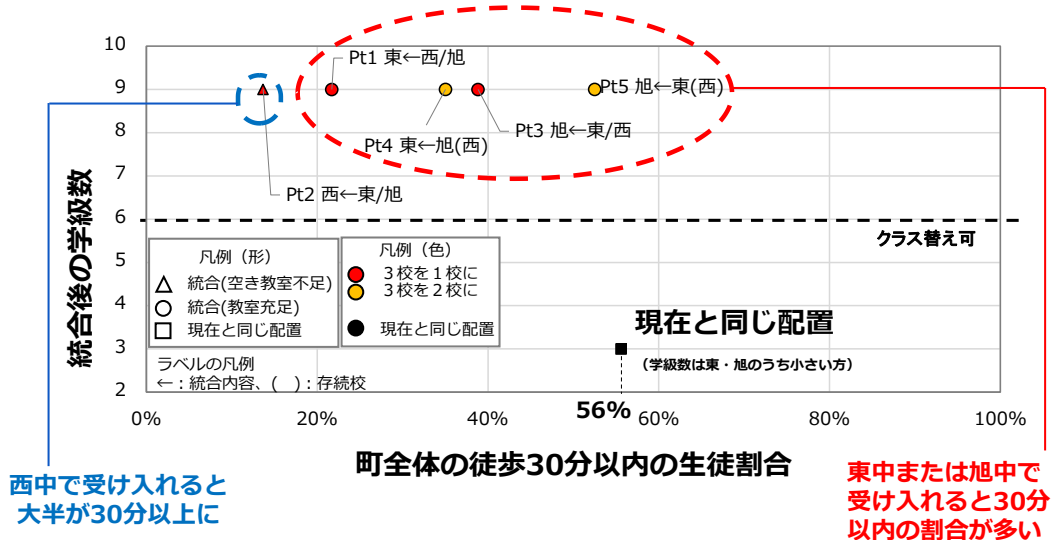 統合後の学級数
10
9
8
7
6
5
4
3
2
Pt1 東←西/旭
Pt5 旭←東(西)
Pt3 旭←東/西
Pt4 東←旭(西)
Pt2 西←東/旭
クラス替え可
凡例（形）
統合(空き教室不足)
統合(教室充足)
現在と同じ配置
凡例（色）
３校を１校に
３校を２校に
現在と同じ配置
ラベルの凡例
←：統合内容、(　)：存続校
現在と同じ配置
（学級数は東・旭のうち小さい方）
56%
0%
20%
40%
60%
80%
100%
町全体の徒歩30分以内の生徒割合
西中で受け入れると
大半が30分以上に
東中または旭中で
受け入れると30分
以内の割合が多い